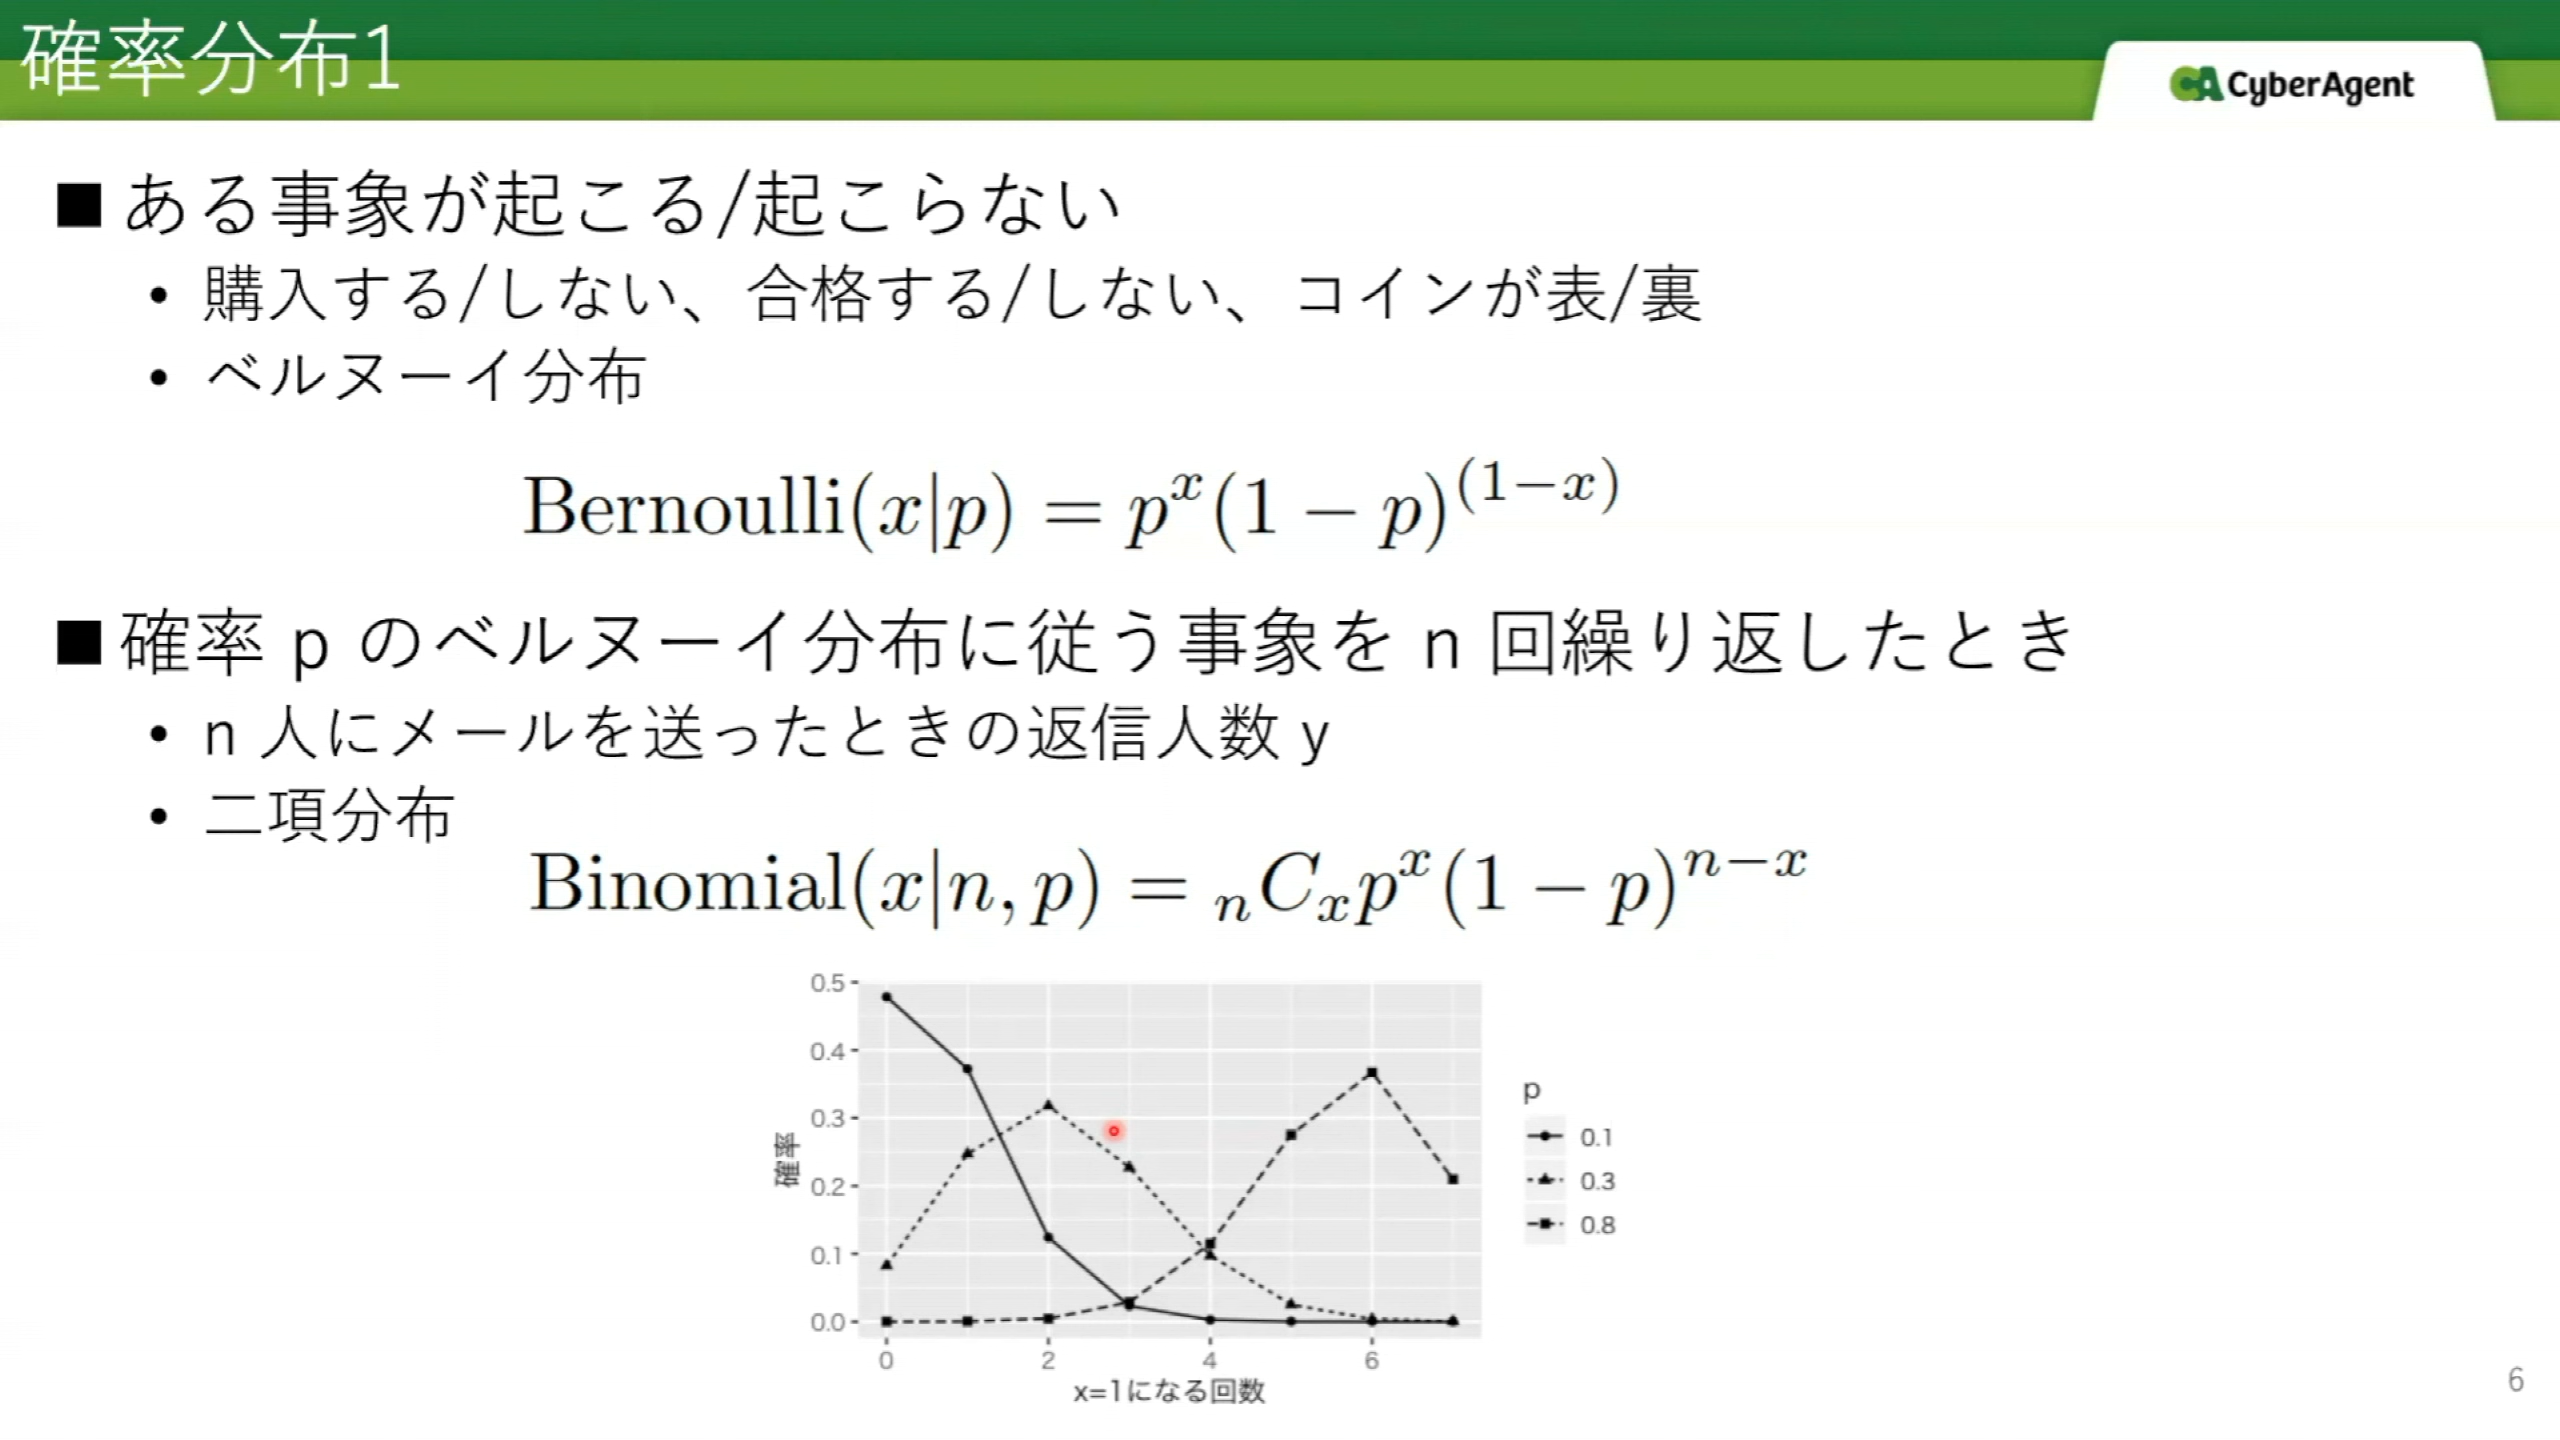 確率分布1
CyberAgent
■ ある事象が起こる/起こらない
• 購入する/しない、合格する/しない、コインが表/裏
• ベルヌーイ分布
Bernoulli(x|p) = p^x(1 − p)^(1−x)
■ 確率 p のベルヌーイ分布に従う事象を n 回繰り返したとき
• n 人にメールを送ったときの返信人数 y
• 二項分布
Binomial(x|n, p) = _nC_x p^x(1 − p)^{n−x}
確率
0.5
0.4
0.3
0.2
0.1
0.0
0 2 4 6
x=1になる回数
p
0.1
0.3
0.8
6